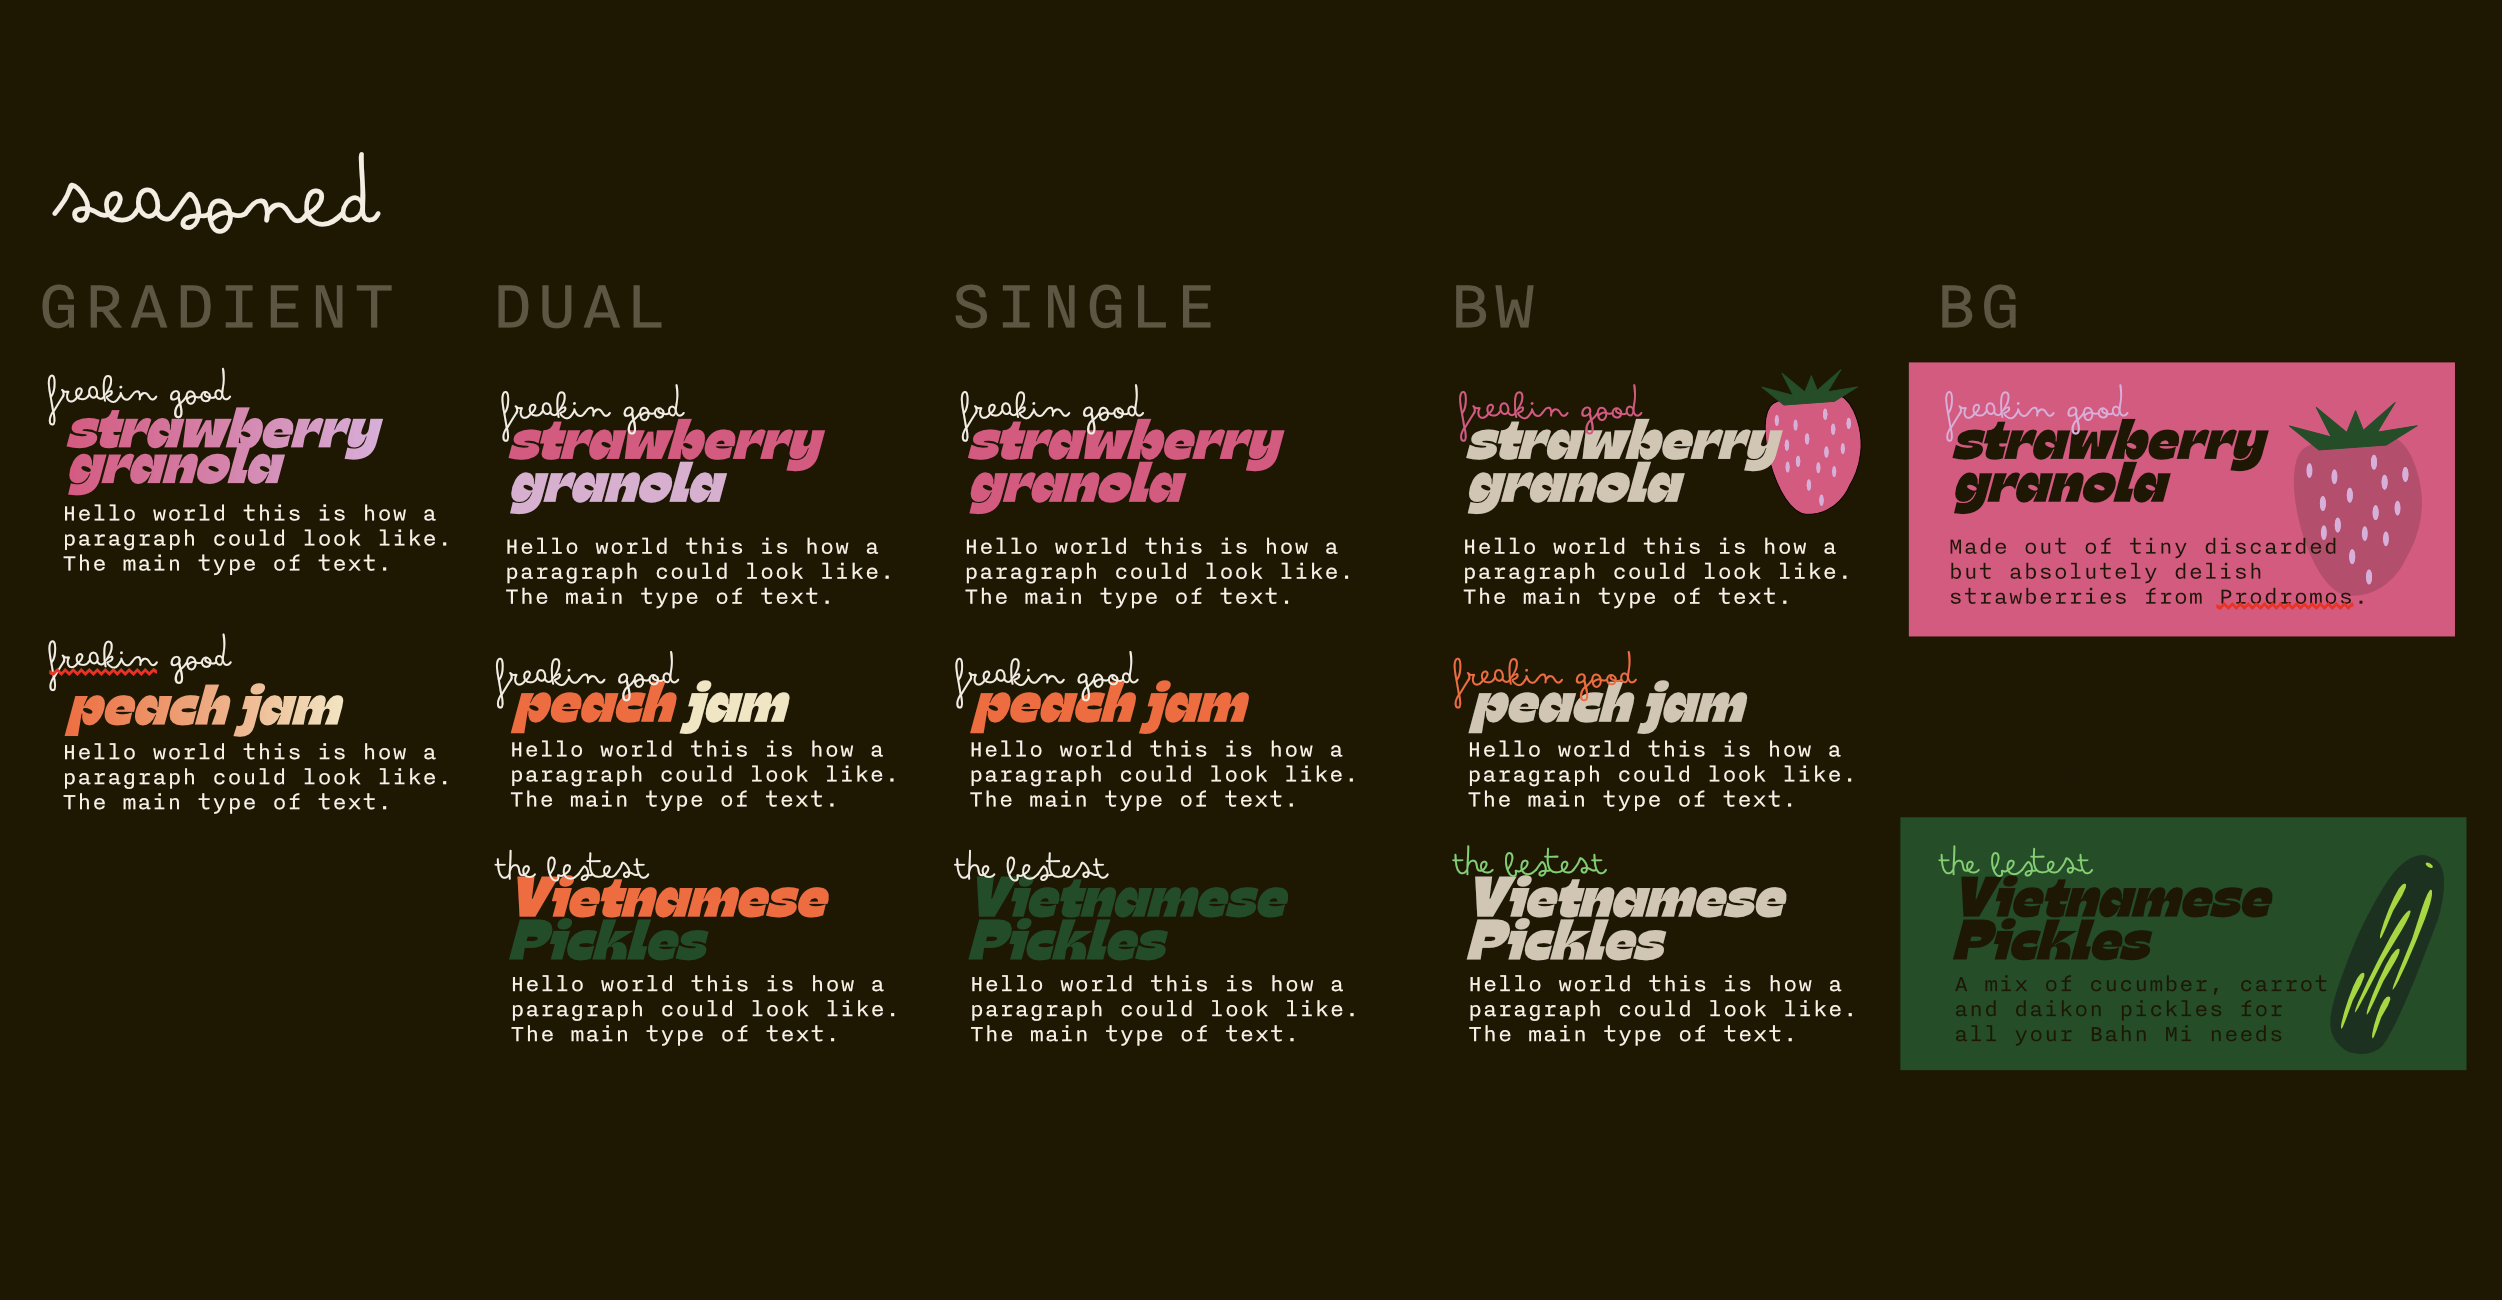 seasoned
GRADIENT
DUAL
SINGLE
BW
BG
freakin good
strawberry
granola
Hello world this is how a
paragraph could look like.
The main type of text.
freakin good
strawberry
granola
Hello world this is how a
paragraph could look like.
The main type of text.
freakin good
strawberry
granola
Hello world this is how a
paragraph could look like.
The main type of text.
freakin good
strawberry
granola
Hello world this is how a
paragraph could look like.
The main type of text.
freakin good
strawberry
granola
Made out of tiny discarded
but absolutely delish
strawberries from Prodromos.
freakin good
peach jam
Hello world this is how a
paragraph could look like.
The main type of text.
freakin good
peach jam
Hello world this is how a
paragraph could look like.
The main type of text.
freakin good
peach jam
Hello world this is how a
paragraph could look like.
The main type of text.
freakin good
peach jam
Hello world this is how a
paragraph could look like.
The main type of text.
the bestest
Vietnamese
Pickles
Hello world this is how a
paragraph could look like.
The main type of text.
the bestest
Vietnamese
Pickles
Hello world this is how a
paragraph could look like.
The main type of text.
the bestest
Vietnamese
Pickles
Hello world this is how a
paragraph could look like.
The main type of text.
the bestest
Vietnamese
Pickles
A mix of cucumber, carrot
and daikon pickles for
all your Bahn Mi needs